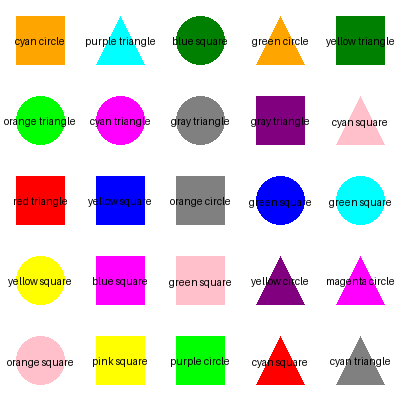 cyan circle purple triangle blue square green circle yellow triangle
orange triangle cyan triangle gray triangle gray triangle cyan square
red triangle yellow square orange circle green square green square
yellow square blue square green square yellow circle magenta circle
orange square pink square purple circle cyan square cyan triangle